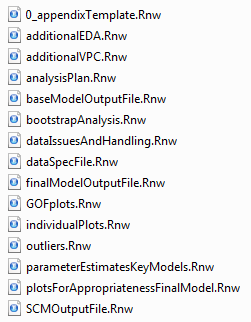 0_appendixTemplate.Rnw
additionalEDA.Rnw
additionalVPC.Rnw
analysisPlan.Rnw
baseModelOutputFile.Rnw
bootstrapAnalysis.Rnw
dataIssuesAndHandling.Rnw
dataSpecFile.Rnw
finalModelOutputFile.Rnw
GOFplots.Rnw
individualPlots.Rnw
outliers.Rnw
parameterEstimatesKeyModels.Rnw
plotsForAppropriatenessFinalModel.Rnw
SCMOutputFile.Rnw